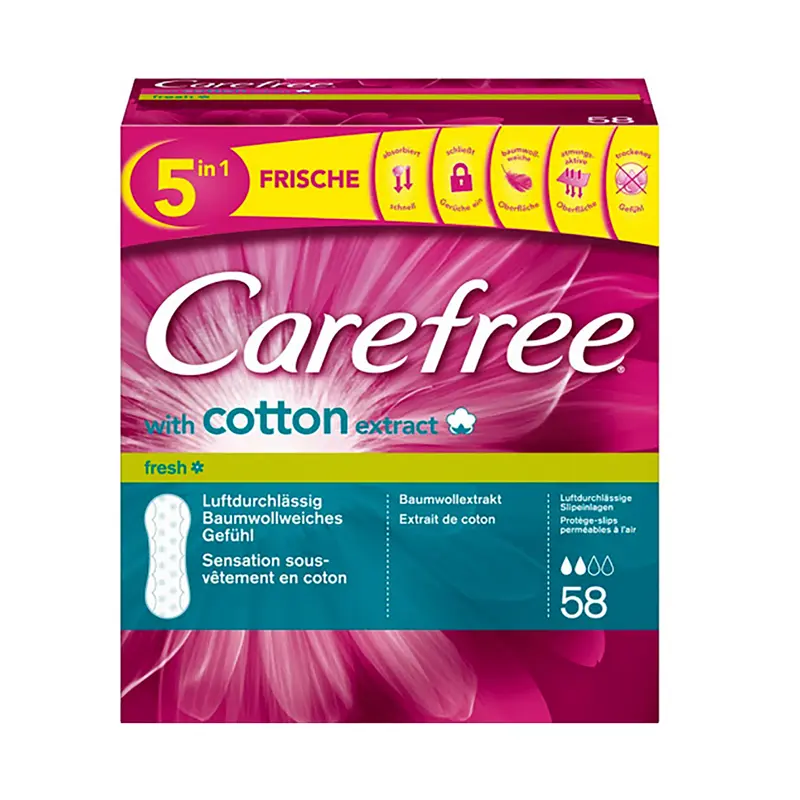 Carefree
fresh
58
5 in 1
FRISCHE
absorbiert
schnell
schließt
Gerüche ein
baumwoll-
weiche
Oberfläche
atmungs-
aktive
Oberfläche
trockenes
Gefühl
Carefree®
with cotton extract
fresh
Luftdurchlässig
Baumwollweiches
Gefühl
Sensation sous-
vêtement en coton
Baumwollextrakt
Extrait de coton
Luftdurchlässige
Slipeinlagen
Protège-slips
perméables à l'air
58